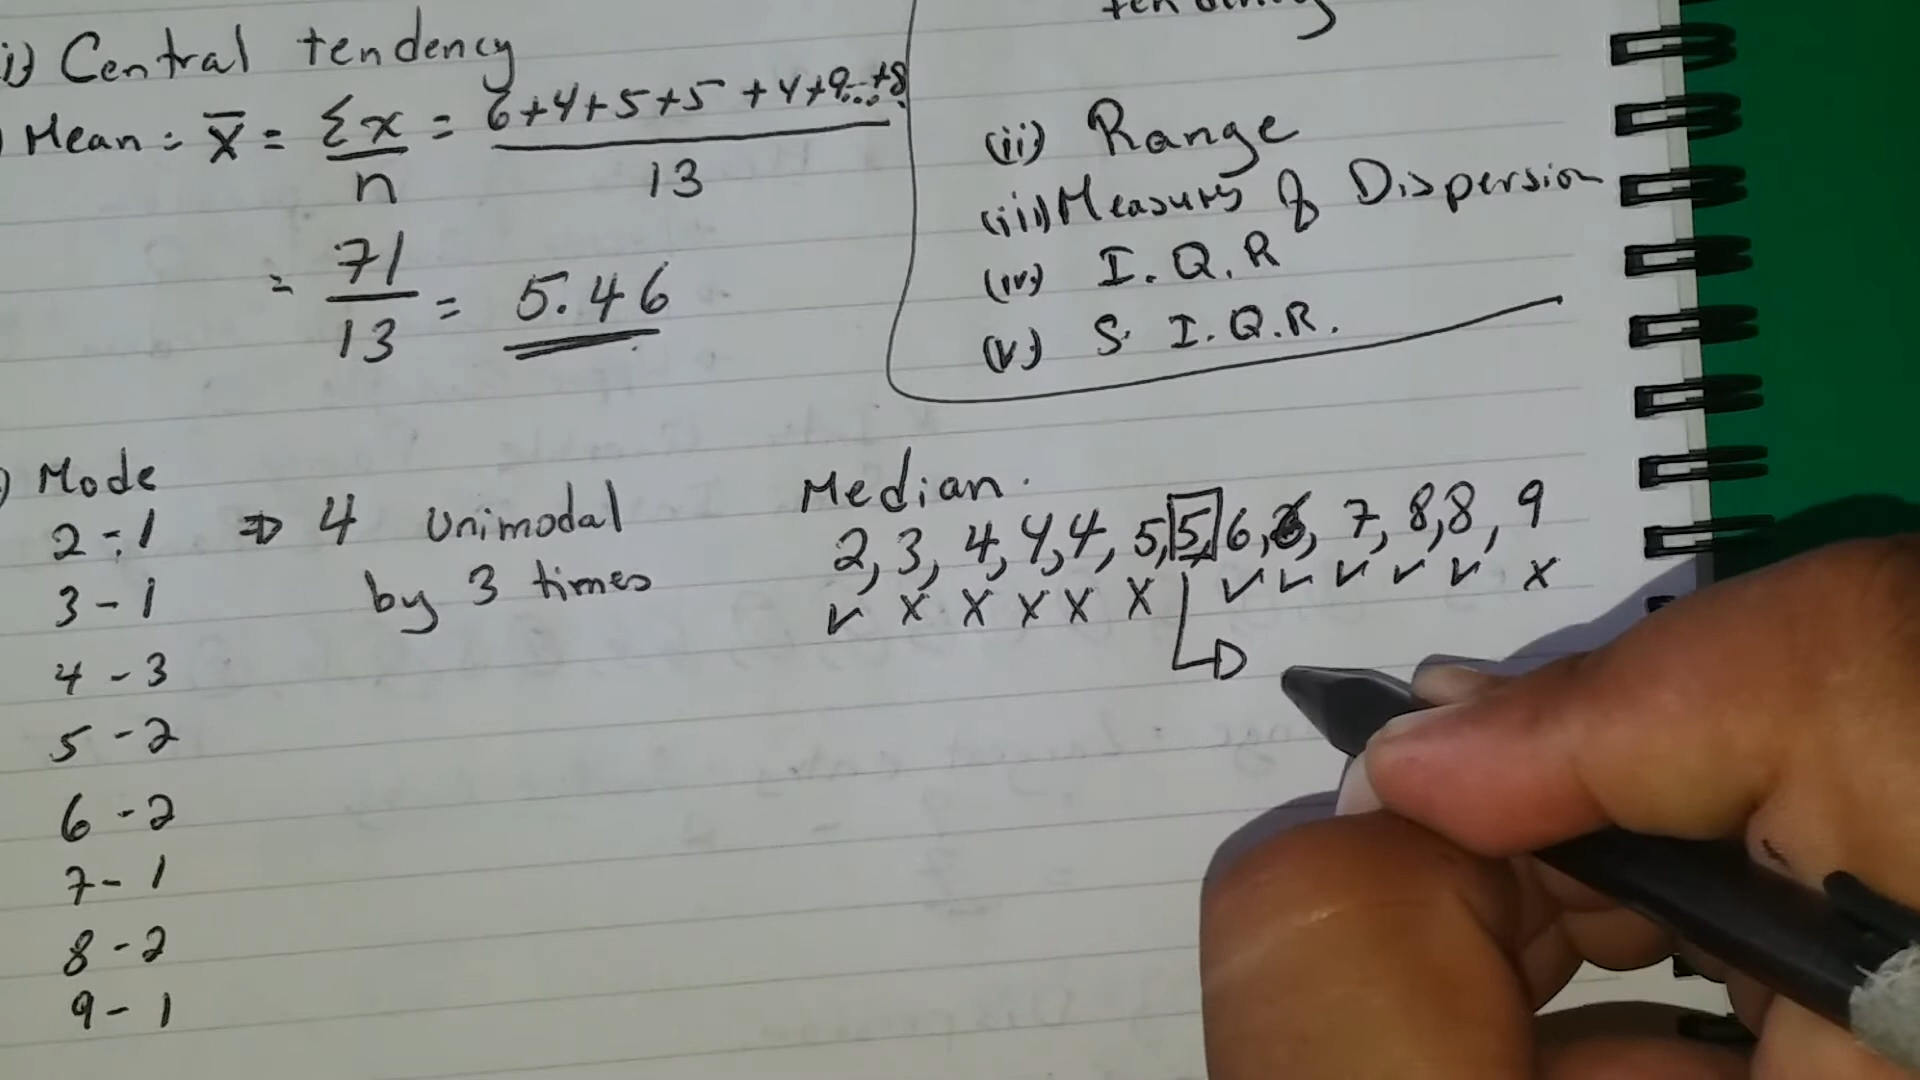 i) Central tendency
) Mean = x̄ = Σx/n = 6+4+5+5+4+9...+8/13
= 71/13 = 5.46
tendency
(ii) Range
(iii) Measures of Dispersion
(iv) I.Q.R
(v) S.I.Q.R.
) Mode
2 - 1 ⇒ 4 Unimodal
by 3 times
3 - 1
4 - 3
5 - 2
6 - 2
7 - 1
8 - 2
9 - 1
Median.
2, 3, 4, 4, 4, 5, 5, 6, 6, 7, 8, 8, 9
✓ x x x x x ✓ ✓ ✓ ✓ ✓ x